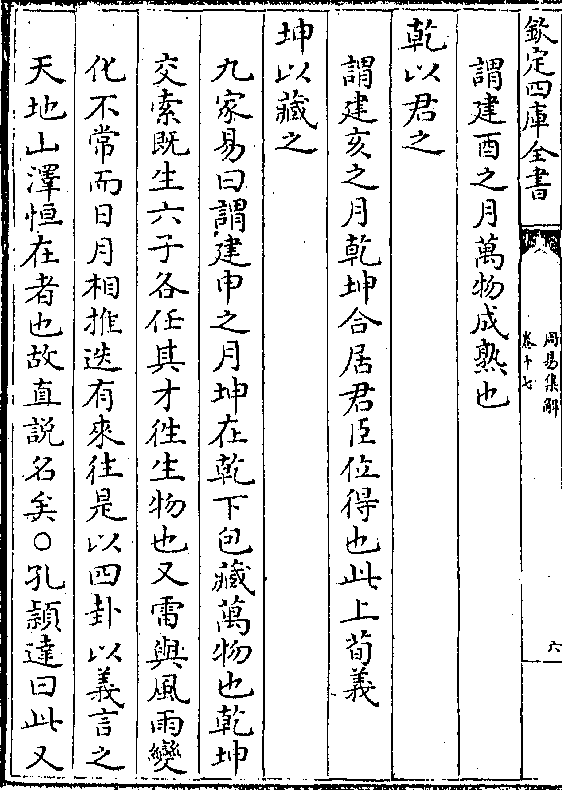 欽定四庫全書
周易集解
卷十七
六
謂建酉之月萬物成熟也
乾以君之
謂建亥之月乾坤合居君臣位得也此上荀義
坤以藏之
九家易曰謂建申之月坤在乾下包藏萬物也乾坤
交索既生六子各任其才徃生物也又雷與風雨變
化不常而日月相推迭有來往是以四卦以義言之
天地山澤恒在者也故直說名矣○孔穎達曰此又